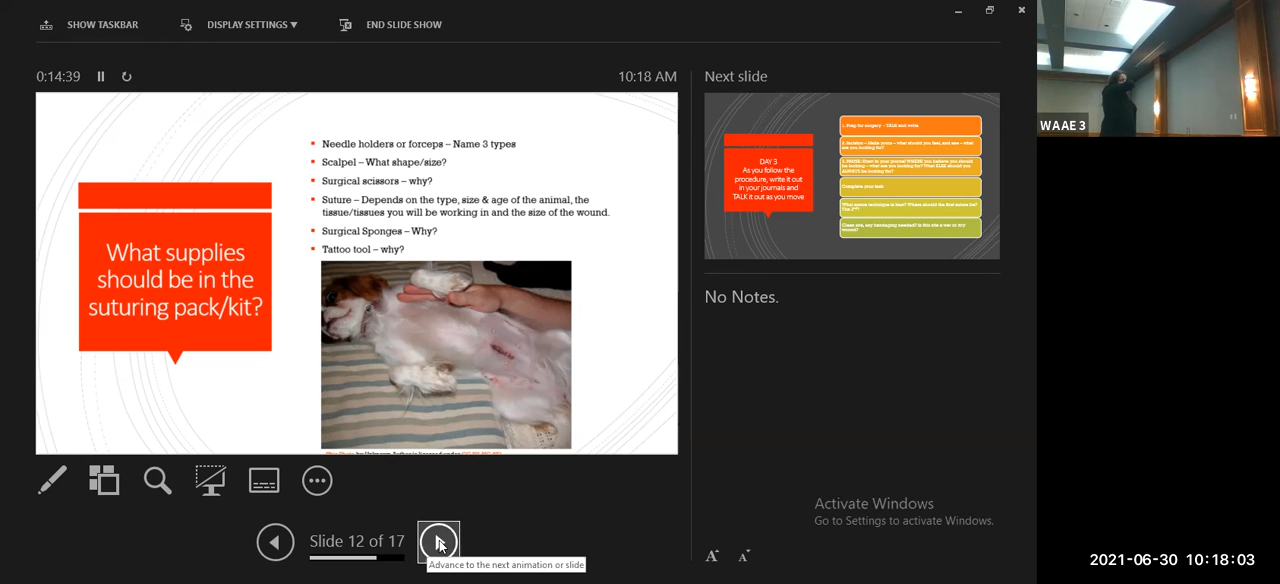 SHOW TASKBAR
DISPLAY SETTINGS ▼
END SLIDE SHOW
0:14:39
10:18 AM
Next slide
WAAE 3
What supplies
should be in the
suturing pack/kit?
Needle holders or forceps – Name 3 types
Scalpel – What shape/size?
Surgical scissors – why?
Suture – Depends on the type, size & age of the animal, the
tissue/tissues you will be working in and the size of the wound.
Surgical Sponges – Why?
Tattoo tool – why?
DAY 3
As you follow the
procedure, write it out
in your journals and
TALK it out as you move
Complete your task
No Notes.
Activate Windows
Go to Settings to activate Windows.
Slide 12 of 17
Advance to the next animation or slide
A A
2021-06-30 10:18:03